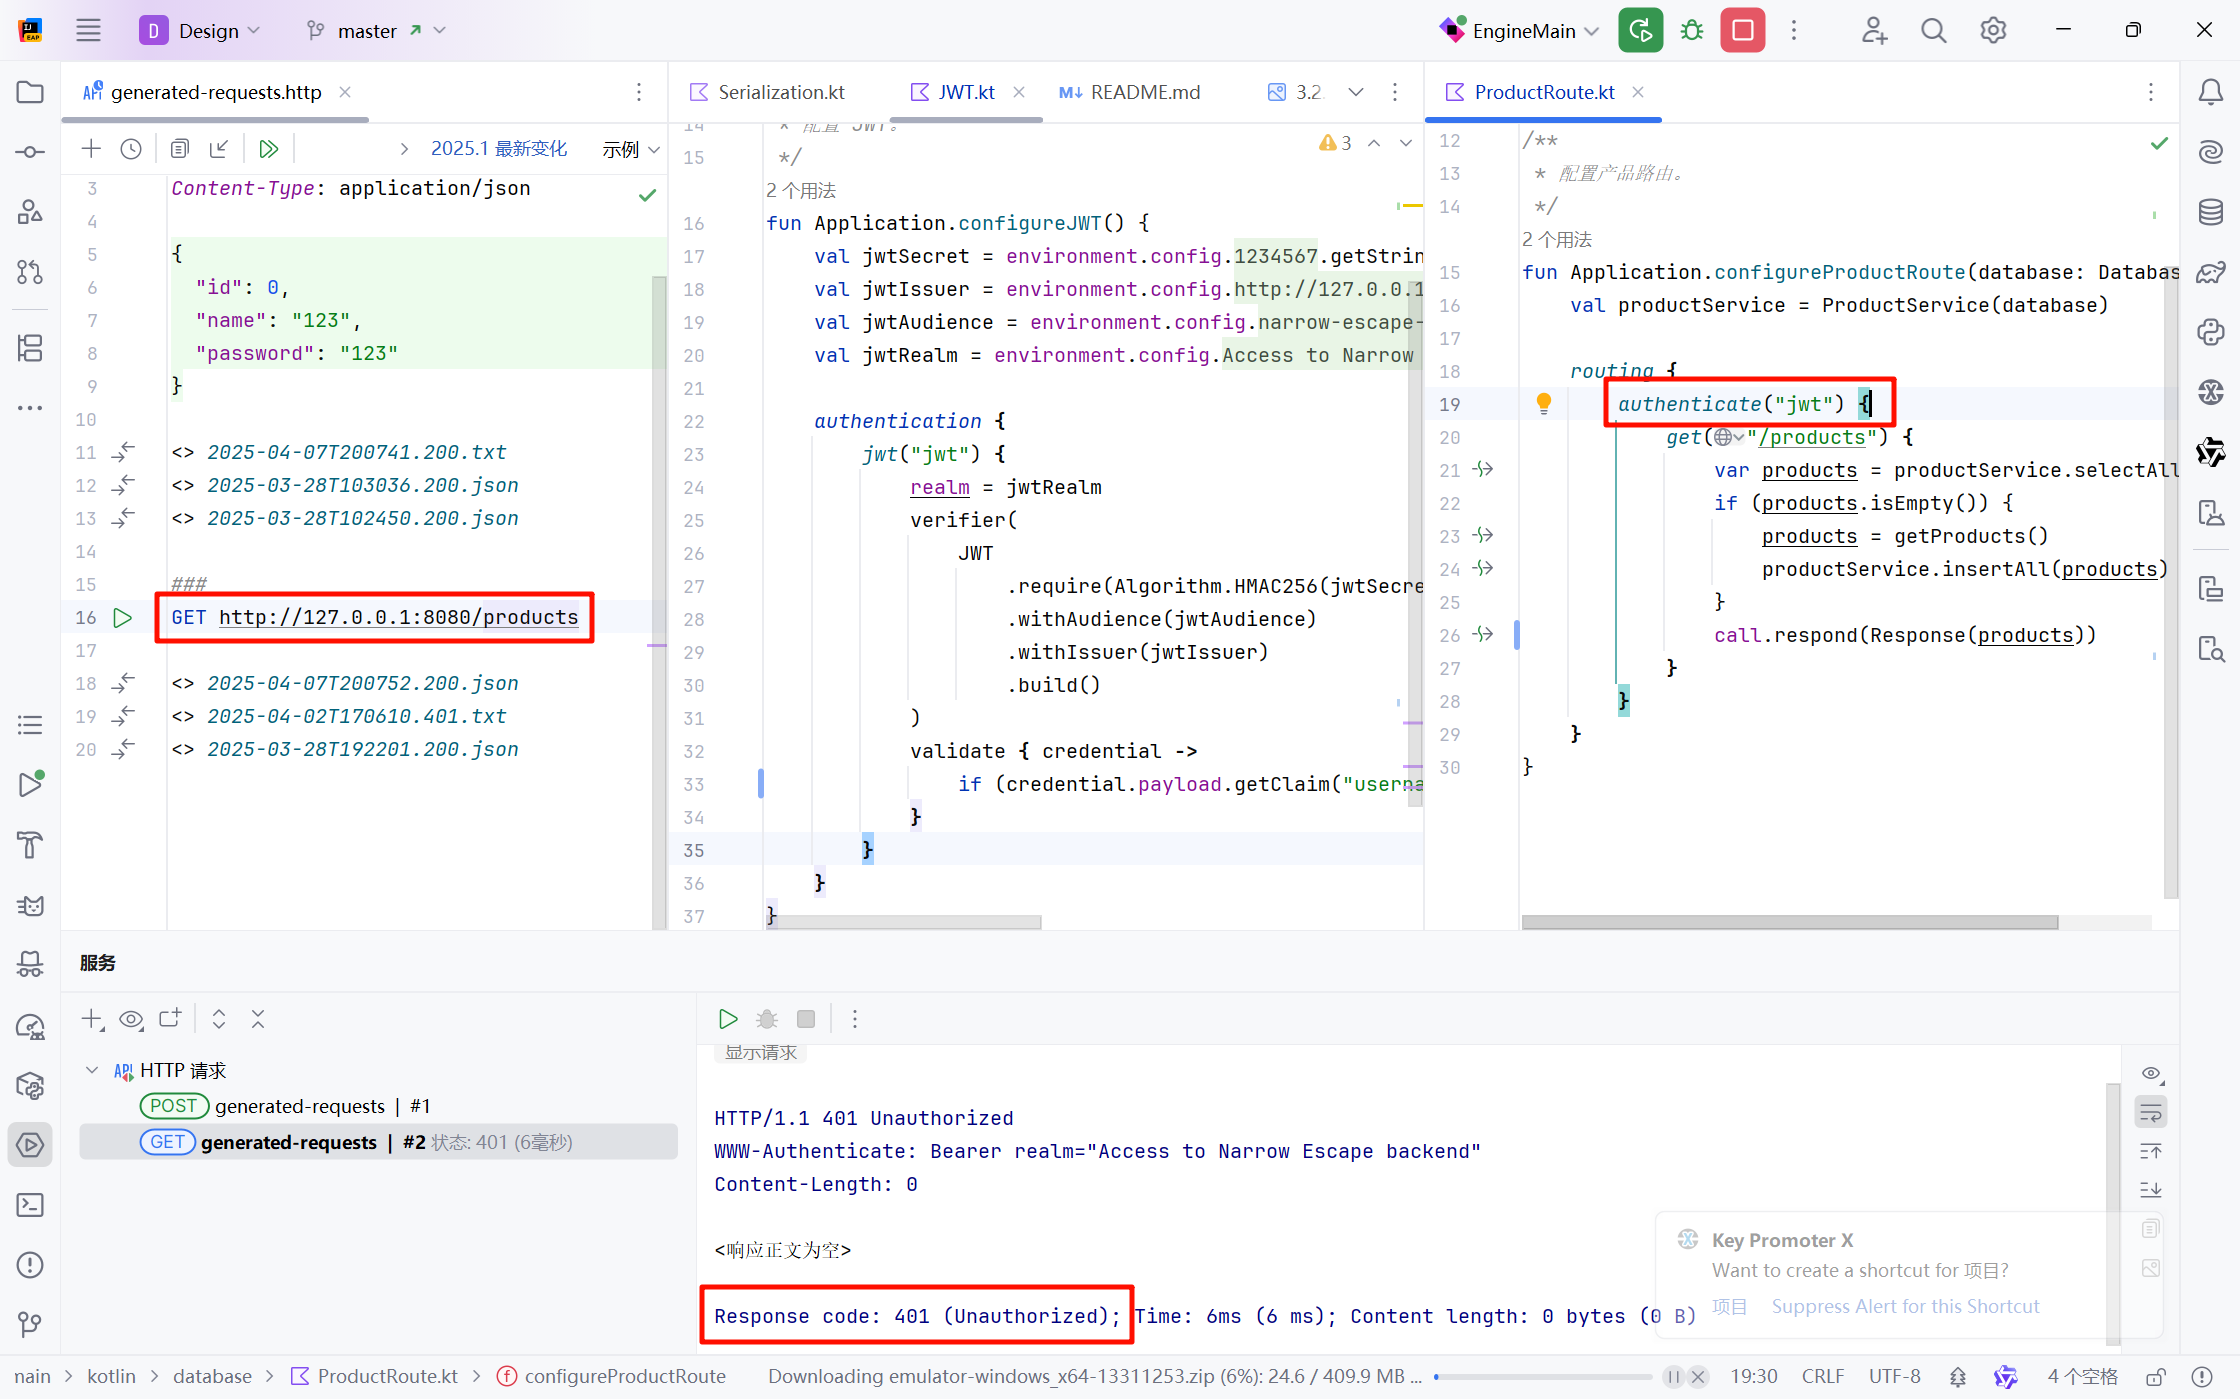 D Design master EngineMain
generated-requests.http
2025.1 最新变化 示例
3 Content-Type: application/json
4
5 {
6 "id": 0,
7 "name": "123",
8 "password": "123"
9 }
10
11 <> 2025-04-07T200741.200.txt
12 <> 2025-03-28T103036.200.json
13 <> 2025-03-28T102450.200.json
14
15 ###
16 GET http://127.0.0.1:8080/products
17
18 <> 2025-04-07T200752.200.json
19 <> 2025-04-02T170610.401.txt
20 <> 2025-03-28T192201.200.json
Serialization.kt JWT.kt README.md 3.2
14 * 配置 JWT。
15 */
3
2 个用法
16 fun Application.configureJWT() {
17 val jwtSecret = environment.config.1234567.getStrin
18 val jwtIssuer = environment.config.http://127.0.0.1
19 val jwtAudience = environment.config.narrow-escape-
20 val jwtRealm = environment.config.Access to Narrow
21
22 authentication {
23 jwt("jwt") {
24 realm = jwtRealm
25 verifier(
26 JWT
27 .require(Algorithm.HMAC256(jwtSecre
28 .withAudience(jwtAudience)
29 .withIssuer(jwtIssuer)
30 .build()
31 )
32 validate { credential ->
33 if (credential.payload.getClaim("userna
34 }
35 }
36 }
37 }
ProductRoute.kt
12 /**
13 * 配置产品路由。
14 */
2 个用法
15 fun Application.configureProductRoute(database: Databas
16 val productService = ProductService(database)
17
18 routing {
19 authenticate("jwt") {
20 get("/products") {
21 var products = productService.selectAll
22 if (products.isEmpty()) {
23 products = getProducts()
24 productService.insertAll(products)
25 }
26 call.respond(Response(products))
27 }
28 }
29 }
30 }
服务
HTTP 请求
POST generated-requests | #1
GET generated-requests | #2 状态: 401 (6毫秒)
显示请求
HTTP/1.1 401 Unauthorized
WWW-Authenticate: Bearer realm="Access to Narrow Escape backend"
Content-Length: 0
<响应正文为空>
Response code: 401 (Unauthorized); Time: 6ms (6 ms); Content length: 0 bytes (0 B)
Key Promoter X
Want to create a shortcut for 项目?
项目 Suppress Alert for this Shortcut
nain > kotlin > database > ProductRoute.kt > configureProductRoute Downloading emulator-windows_x64-13311253.zip (6%): 24.6 / 409.9 MB ... 19:30 CRLF UTF-8 4 个空格